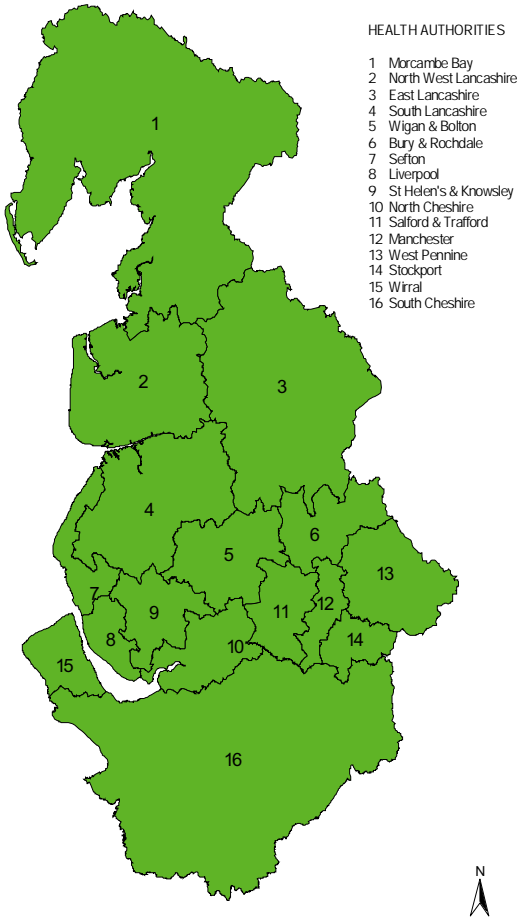 HEALTH AUTHORITIES
1 Morcambe Bay
2 North West Lancashire
3 East Lancashire
4 South Lancashire
5 Wigan & Bolton
6 Bury & Rochdale
7 Sefton
8 Liverpool
9 St Helen's & Knowsley
10 North Cheshire
11 Salford & Trafford
12 Manchester
13 West Pennine
14 Stockport
15 Wirral
16 South Cheshire
1
2
3
4
6
5
13
7
9
11
12
8
10
14
15
16
N